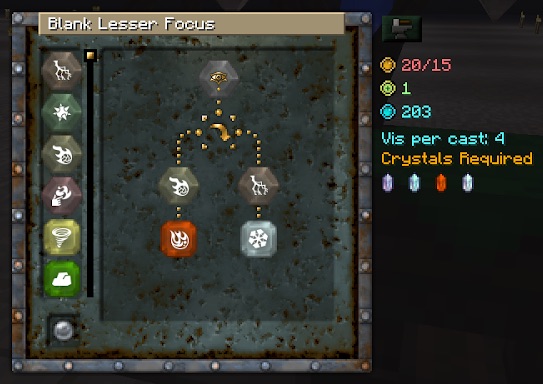 Blank Lesser Focus
20/15
1
203
Vis per cast: 4
Crystals Required